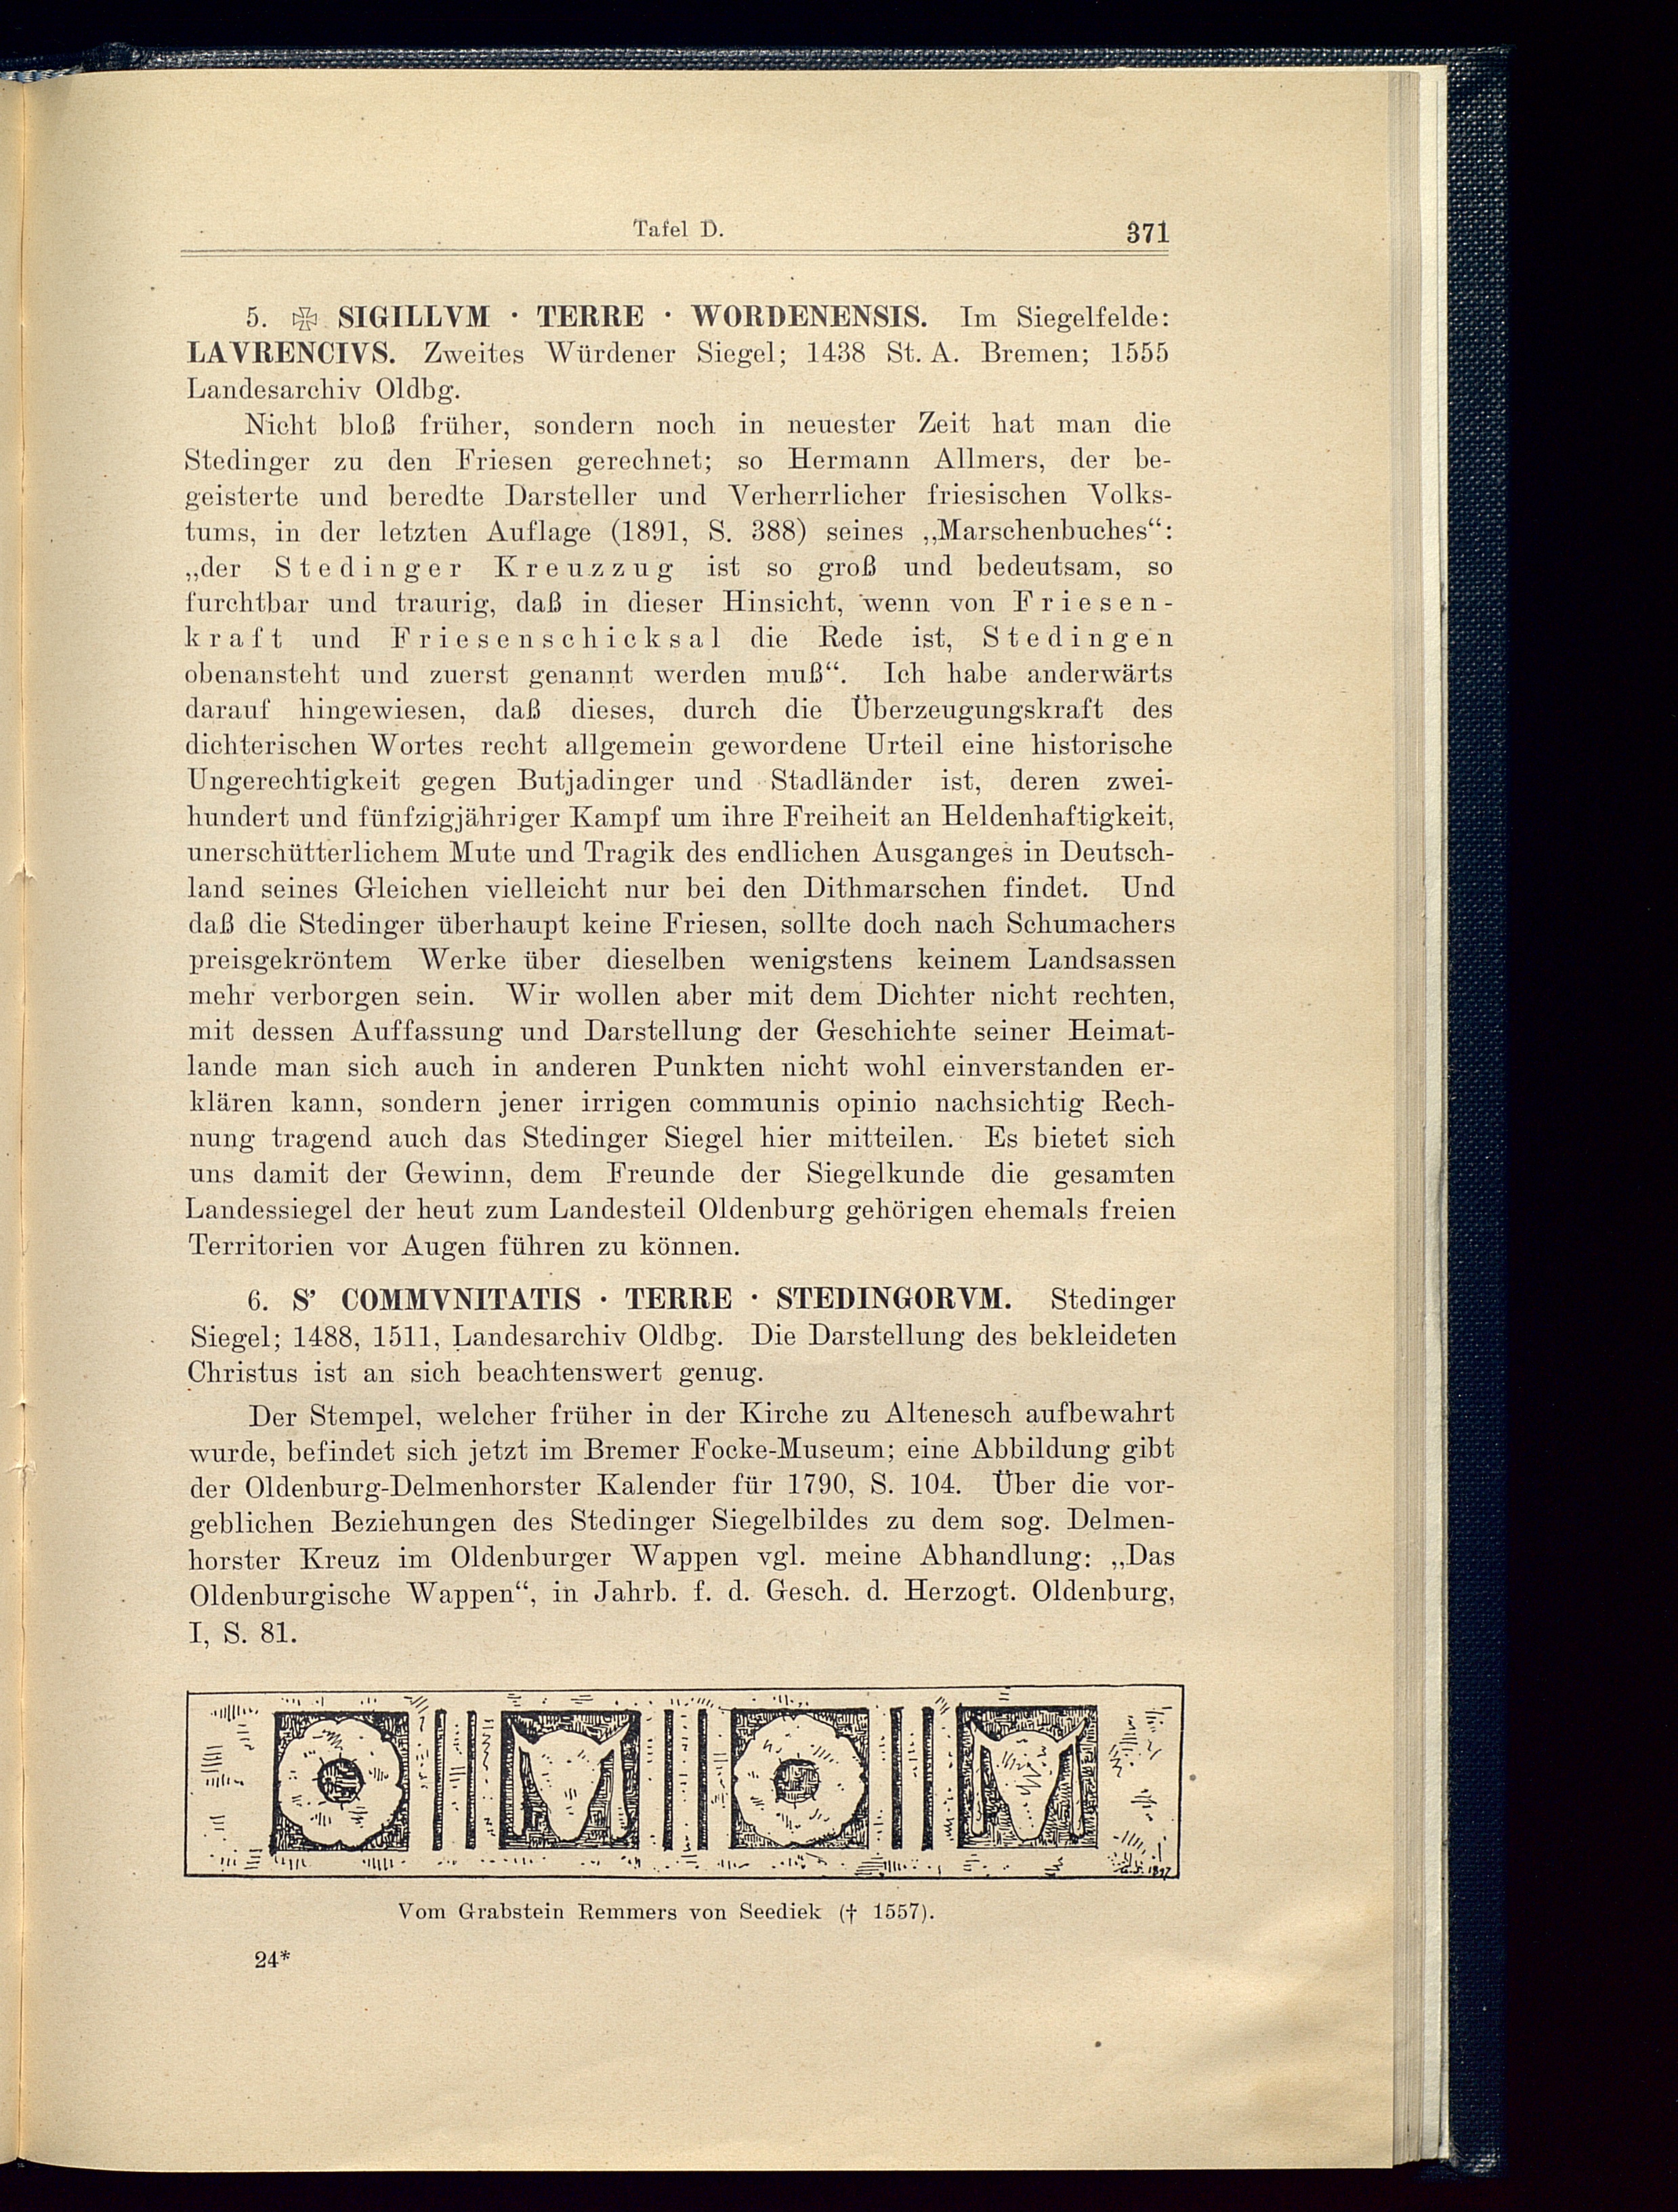 Tafel D.
371
5. ✠ SIGILLVM · TERRE · WORDENENSIS. Im Siegelfelde:
LAVRENCIVS. Zweites Würdener Siegel; 1438 St. A. Bremen; 1555
Landesarchiv Oldbg.
Nicht bloß früher, sondern noch in neuester Zeit hat man die
Stedinger zu den Friesen gerechnet; so Hermann Allmers, der be-
geisterte und beredte Darsteller und Verherrlicher friesischen Volks-
tums, in der letzten Auflage (1891, S. 388) seines „Marschenbuches“:
„der Stedinger Kreuzzug ist so groß und bedeutsam, so
furchtbar und traurig, daß in dieser Hinsicht, wenn von Friesen-
kraft und Friesenschicksal die Rede ist, Stedingen
obenansteht und zuerst genannt werden muß“. Ich habe anderwärts
darauf hingewiesen, daß dieses, durch die Überzeugungskraft des
dichterischen Wortes recht allgemein gewordene Urteil eine historische
Ungerechtigkeit gegen Butjadinger und Stadländer ist, deren zwei-
hundert und fünfzigjähriger Kampf um ihre Freiheit an Heldenhaftigkeit,
unerschütterlichem Mute und Tragik des endlichen Ausganges in Deutsch-
land seines Gleichen vielleicht nur bei den Dithmarschen findet. Und
daß die Stedinger überhaupt keine Friesen, sollte doch nach Schumachers
preisgekröntem Werke über dieselben wenigstens keinem Landsassen
mehr verborgen sein. Wir wollen aber mit dem Dichter nicht rechten,
mit dessen Auffassung und Darstellung der Geschichte seiner Heimat-
lande man sich auch in anderen Punkten nicht wohl einverstanden er-
klären kann, sondern jener irrigen communis opinio nachsichtig Rech-
nung tragend auch das Stedinger Siegel hier mitteilen. Es bietet sich
uns damit der Gewinn, dem Freunde der Siegelkunde die gesamten
Landessiegel der heut zum Landesteil Oldenburg gehörigen ehemals freien
Territorien vor Augen führen zu können.
6. S’ COMMVNITATIS · TERRE · STEDINGORVM. Stedinger
Siegel; 1488, 1511, Landesarchiv Oldbg. Die Darstellung des bekleideten
Christus ist an sich beachtenswert genug.
Der Stempel, welcher früher in der Kirche zu Altenesch aufbewahrt
wurde, befindet sich jetzt im Bremer Focke-Museum; eine Abbildung gibt
der Oldenburg-Delmenhorster Kalender für 1790, S. 104. Über die vor-
geblichen Beziehungen des Stedinger Siegelbildes zu dem sog. Delmen-
horster Kreuz im Oldenburger Wappen vgl. meine Abhandlung: „Das
Oldenburgische Wappen“, in Jahrb. f. d. Gesch. d. Herzogt. Oldenburg,
I, S. 81.
Vom Grabstein Remmers von Seediek († 1557).
24*